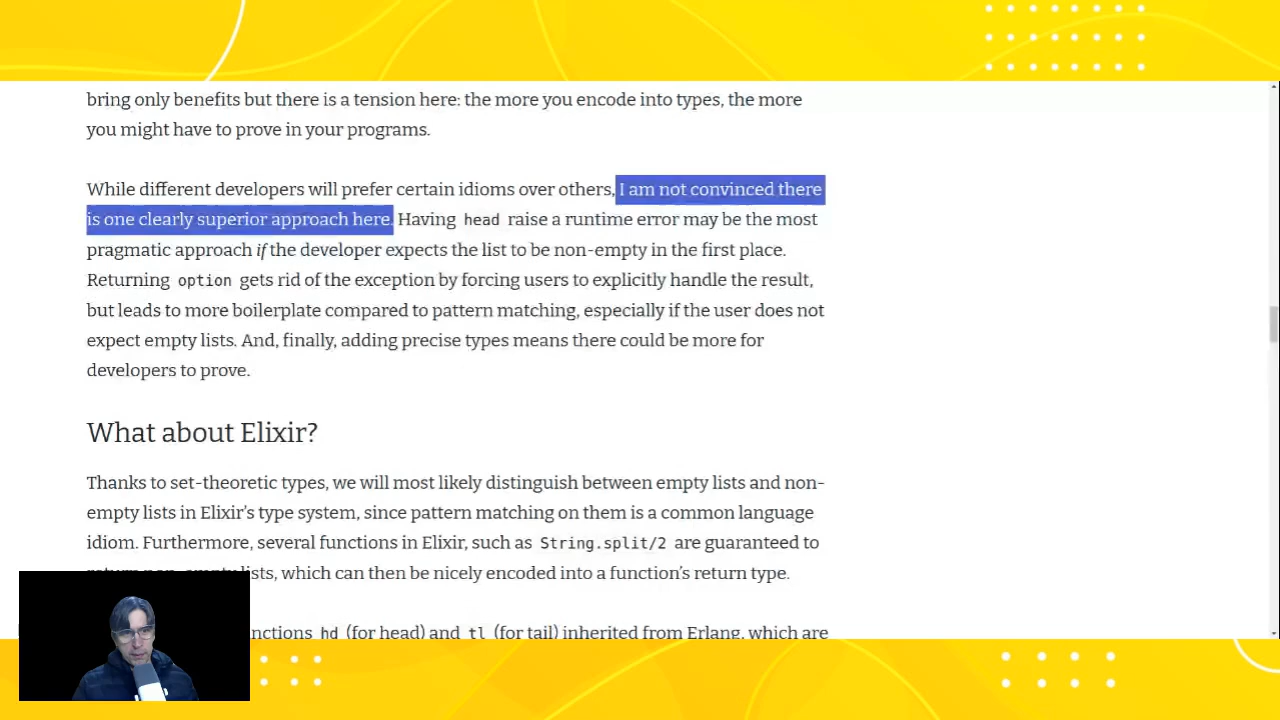 bring only benefits but there is a tension here: the more you encode into types, the more
you might have to prove in your programs.
While different developers will prefer certain idioms over others, I am not convinced there
is one clearly superior approach here. Having head raise a runtime error may be the most
pragmatic approach if the developer expects the list to be non-empty in the first place.
Returning option gets rid of the exception by forcing users to explicitly handle the result,
but leads to more boilerplate compared to pattern matching, especially if the user does not
expect empty lists. And, finally, adding precise types means there could be more for
developers to prove.
What about Elixir?
Thanks to set-theoretic types, we will most likely distinguish between empty lists and non-
empty lists in Elixir's type system, since pattern matching on them is a common language
idiom. Furthermore, several functions in Elixir, such as String.split/2 are guaranteed to
lists, which can then be nicely encoded into a function's return type.
hd (for head) and tl (for tail) inherited from Erlang, which are